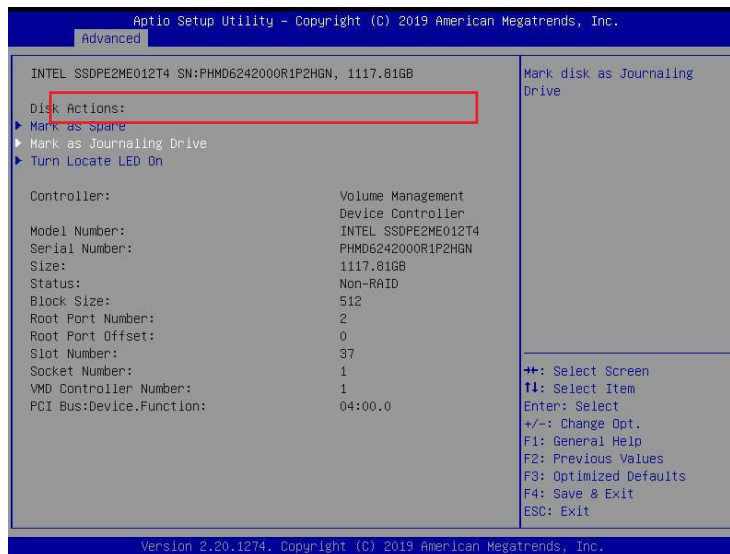 Aptio Setup Utility – Copyright (C) 2019 American Megatrends, Inc.
Advanced
INTEL SSDPE2ME012T4 SN:PHMD6242000R1P2HGN, 1117.81GB
Disk Actions:
Mark as Spare
Mark as Journaling Drive
Turn Locate LED On
Controller: Volume Management
Device Controller
Model Number: INTEL SSDPE2ME012T4
Serial Number: PHMD6242000R1P2HGN
Size: 1117.81GB
Status: Non-RAID
Block Size: 512
Root Port Number: 2
Root Port Offset: 0
Slot Number: 37
Socket Number: 1
VMD Controller Number: 1
PCI Bus:Device.Function: 04:00.0
Mark disk as Journaling
Drive
→←: Select Screen
↑↓: Select Item
Enter: Select
+/-: Change Opt.
F1: General Help
F2: Previous Values
F3: Optimized Defaults
F4: Save & Exit
ESC: Exit
Version 2.20.1274. Copyright (C) 2019 American Megatrends, Inc.